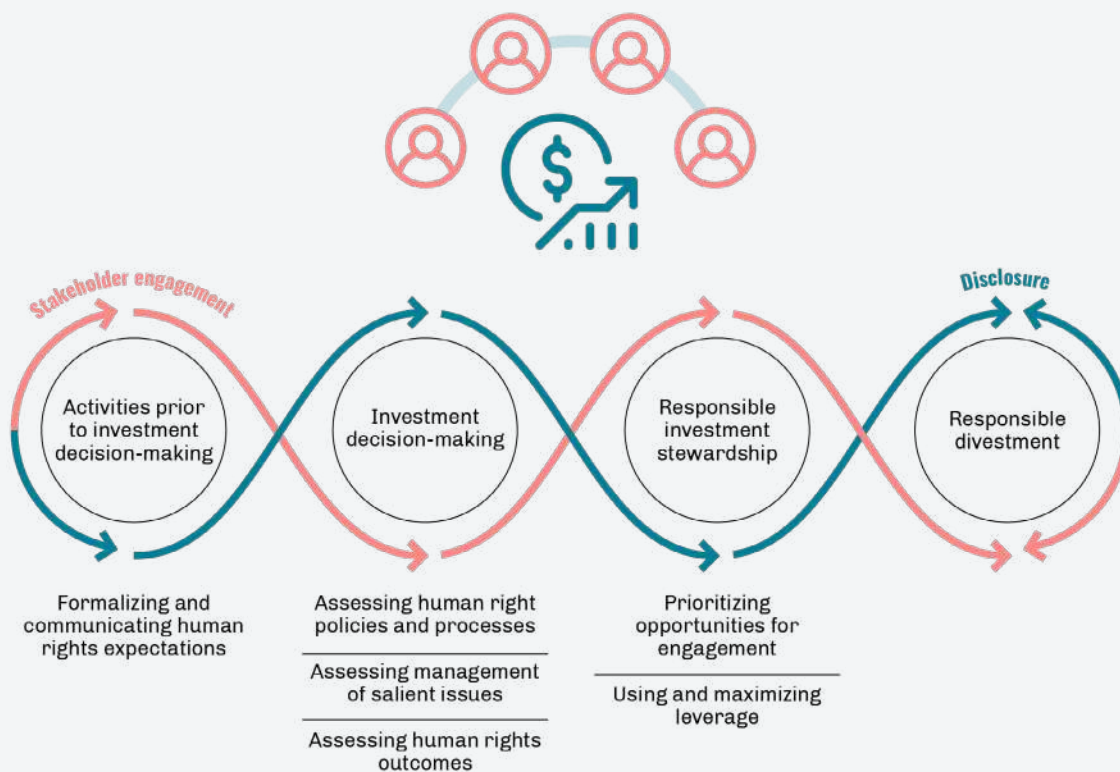 $
Stakeholder engagement
Disclosure
Activities prior
to investment
decision-making
Investment
decision-making
Responsible
investment
stewardship
Responsible
divestment
Formalizing and
communicating human
rights expectations
Assessing human right
policies and processes
Assessing management
of salient issues
Assessing human rights
outcomes
Prioritizing
opportunities for
engagement
Using and maximizing
leverage